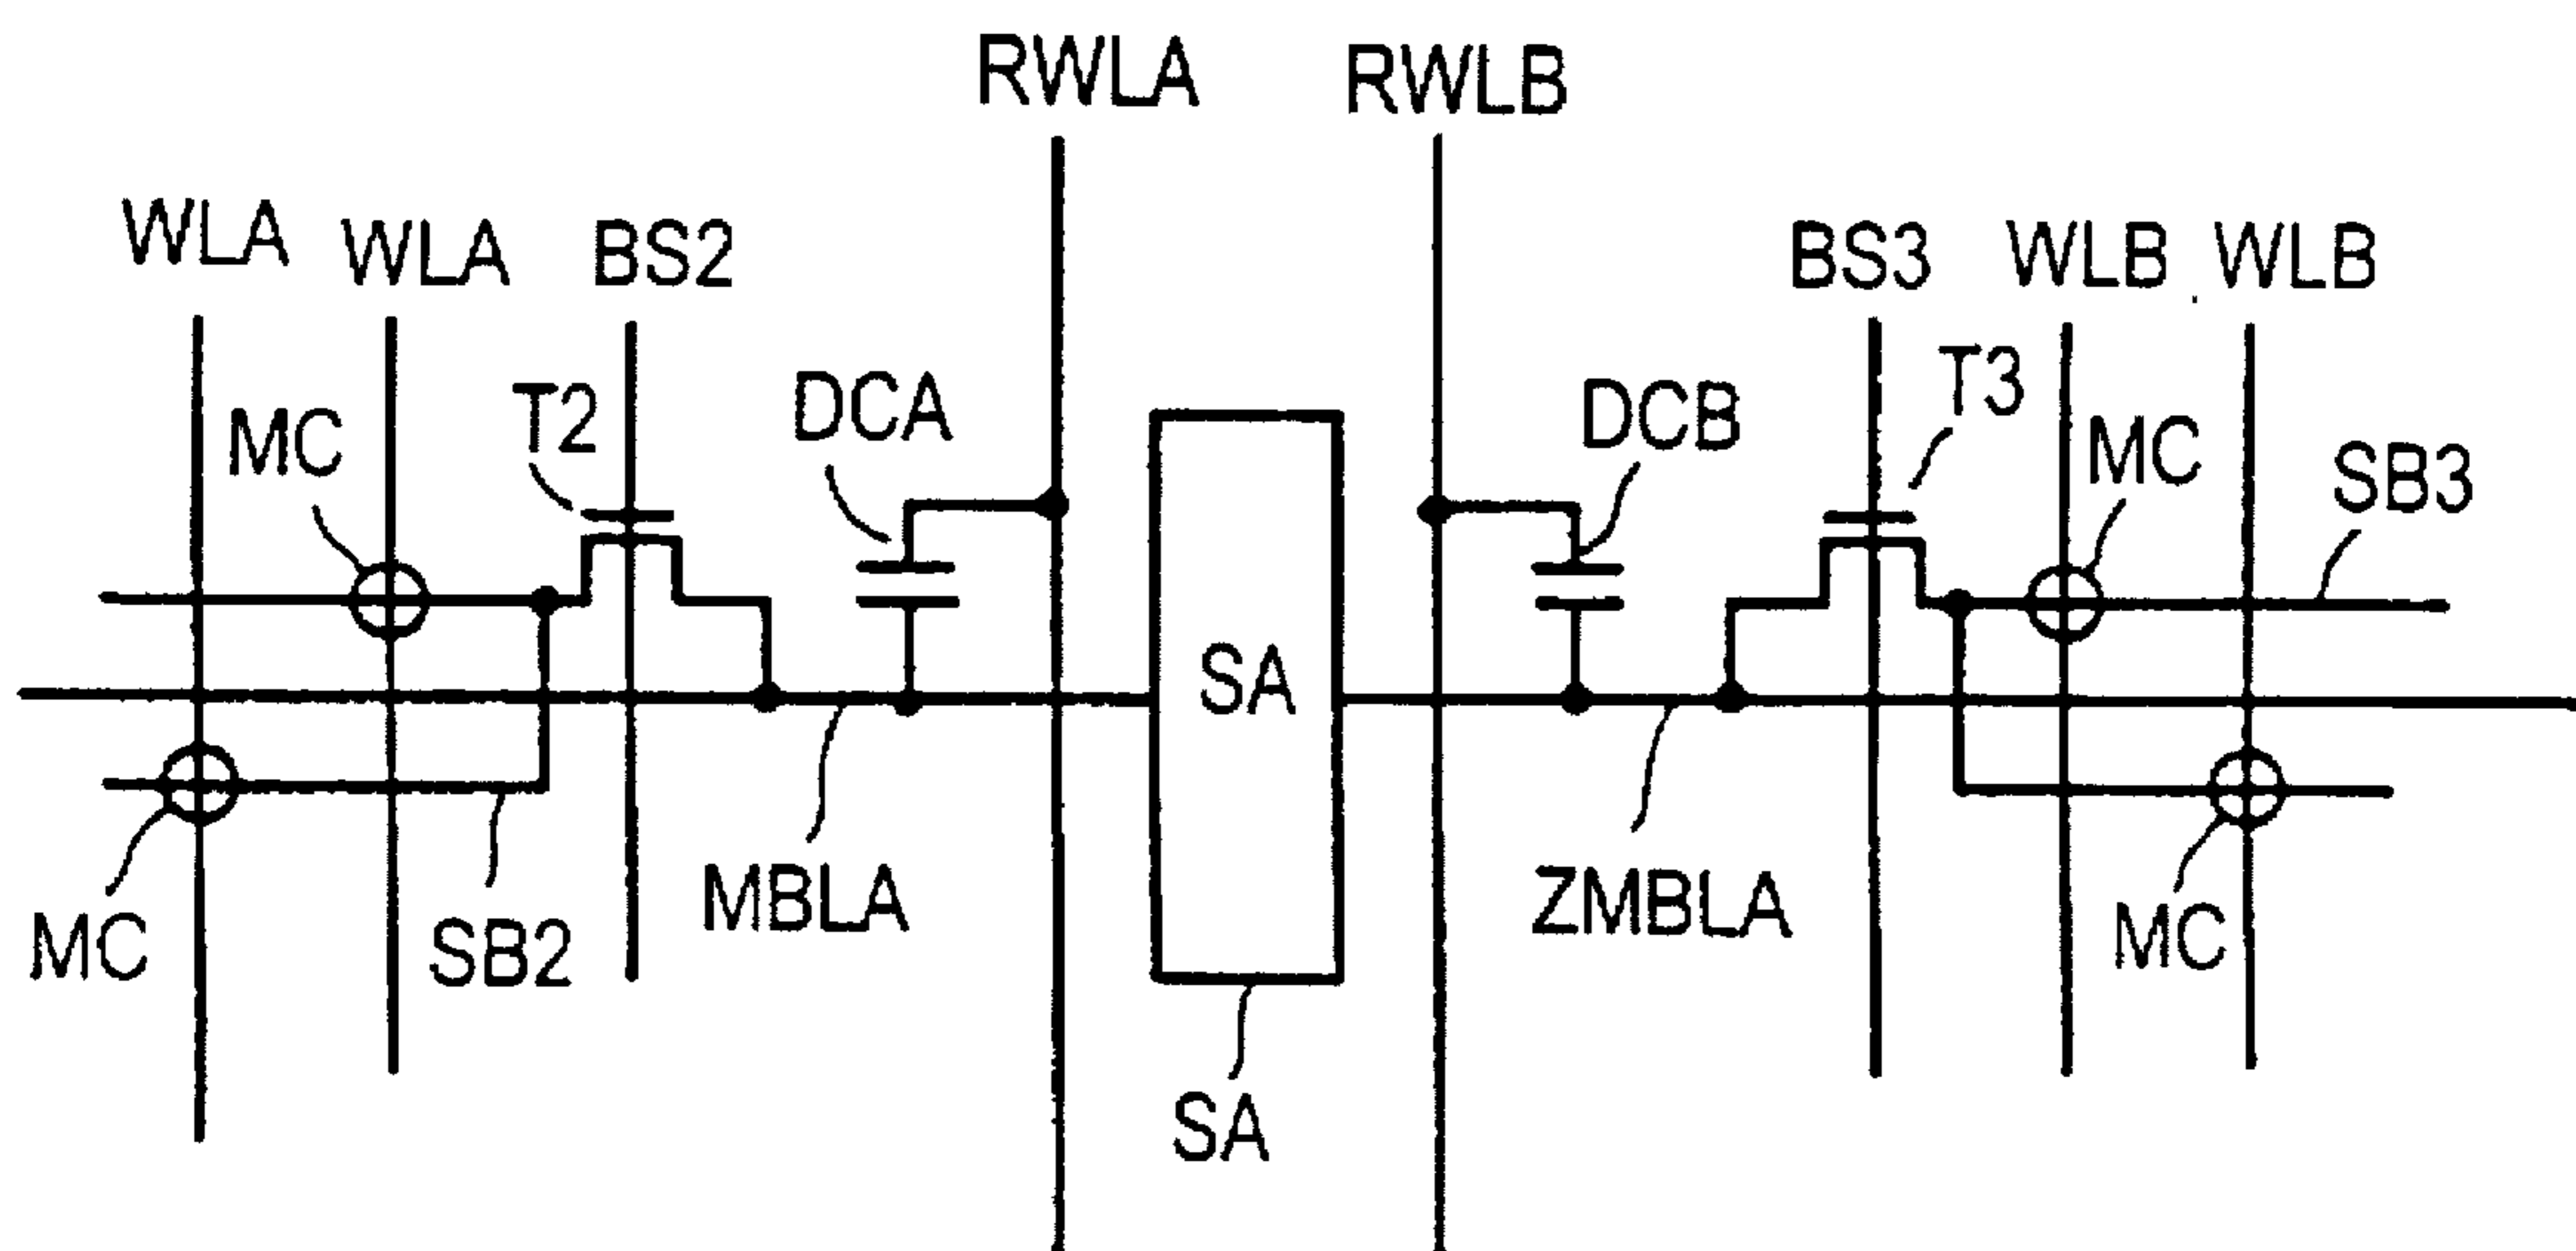 RWLA RWLB
WLA WLA BS2 BS3 WLB WLB
T2 DCA DCB T3
MC MC SB3
SA
MC SB2 MBLA ZMBLA MC
SA